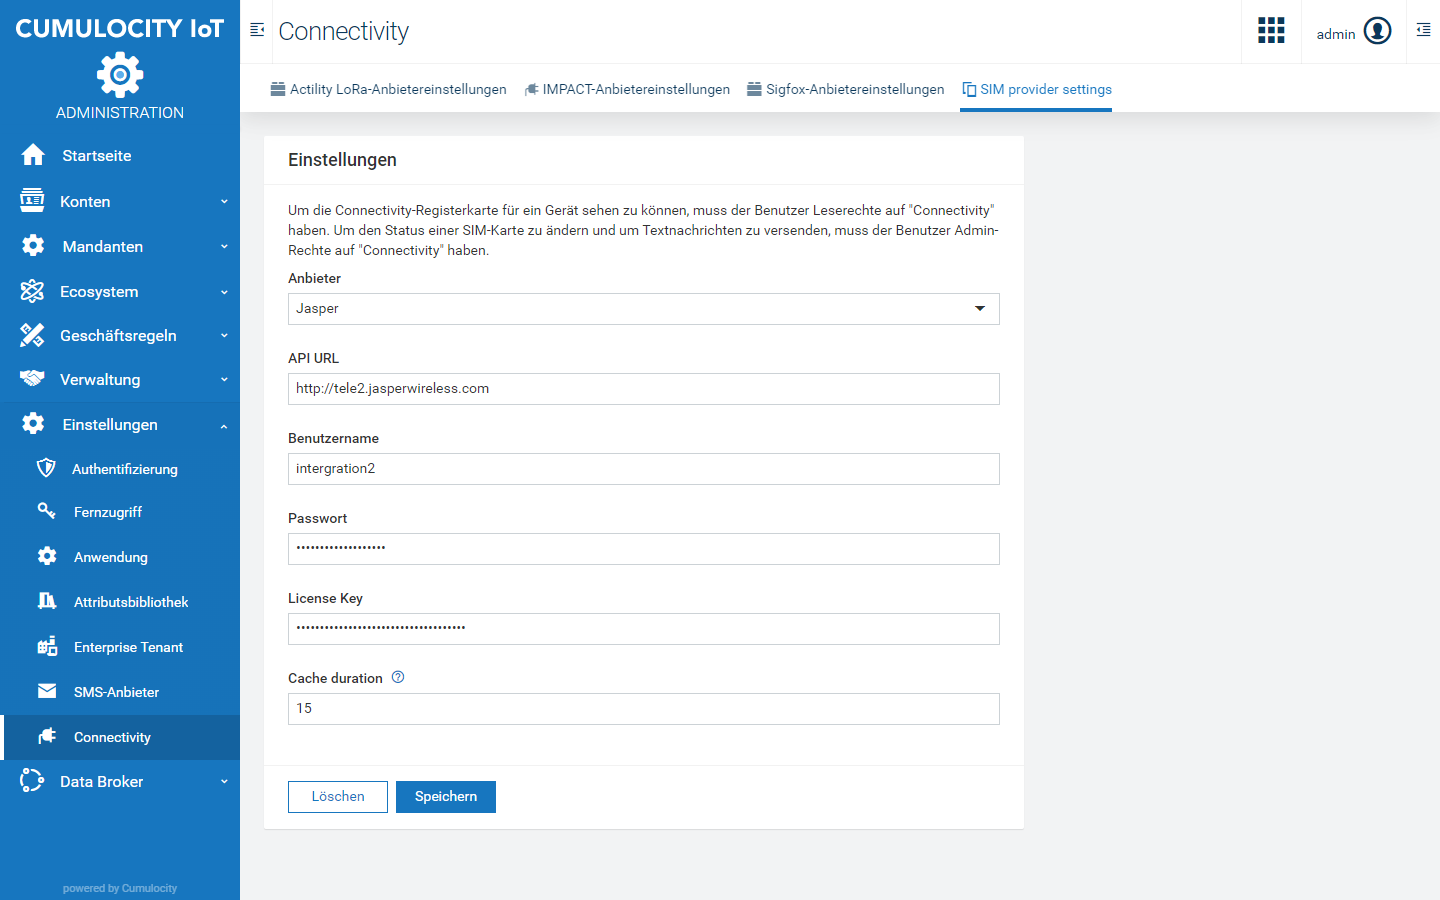 CUMULOCITY IoT
ADMINISTRATION
Startseite
Konten
Mandanten
Ecosystem
Geschäftsregeln
Verwaltung
Einstellungen
Authentifizierung
Fernzugriff
Anwendung
Attributsbibliothek
Enterprise Tenant
SMS-Anbieter
Connectivity
Data Broker
powered by Cumulocity
Connectivity
admin
Actility LoRa-Anbietereinstellungen
IMPACT-Anbietereinstellungen
Sigfox-Anbietereinstellungen
SIM provider settings
Einstellungen
Um die Connectivity-Registerkarte für ein Gerät sehen zu können, muss der Benutzer Leserechte auf "Connectivity"
haben. Um den Status einer SIM-Karte zu ändern und um Textnachrichten zu versenden, muss der Benutzer Admin-
Rechte auf "Connectivity" haben.
Anbieter
Jasper
API URL
http://tele2.jasperwireless.com
Benutzername
intergration2
Passwort
License Key
Cache duration
15
Löschen
Speichern